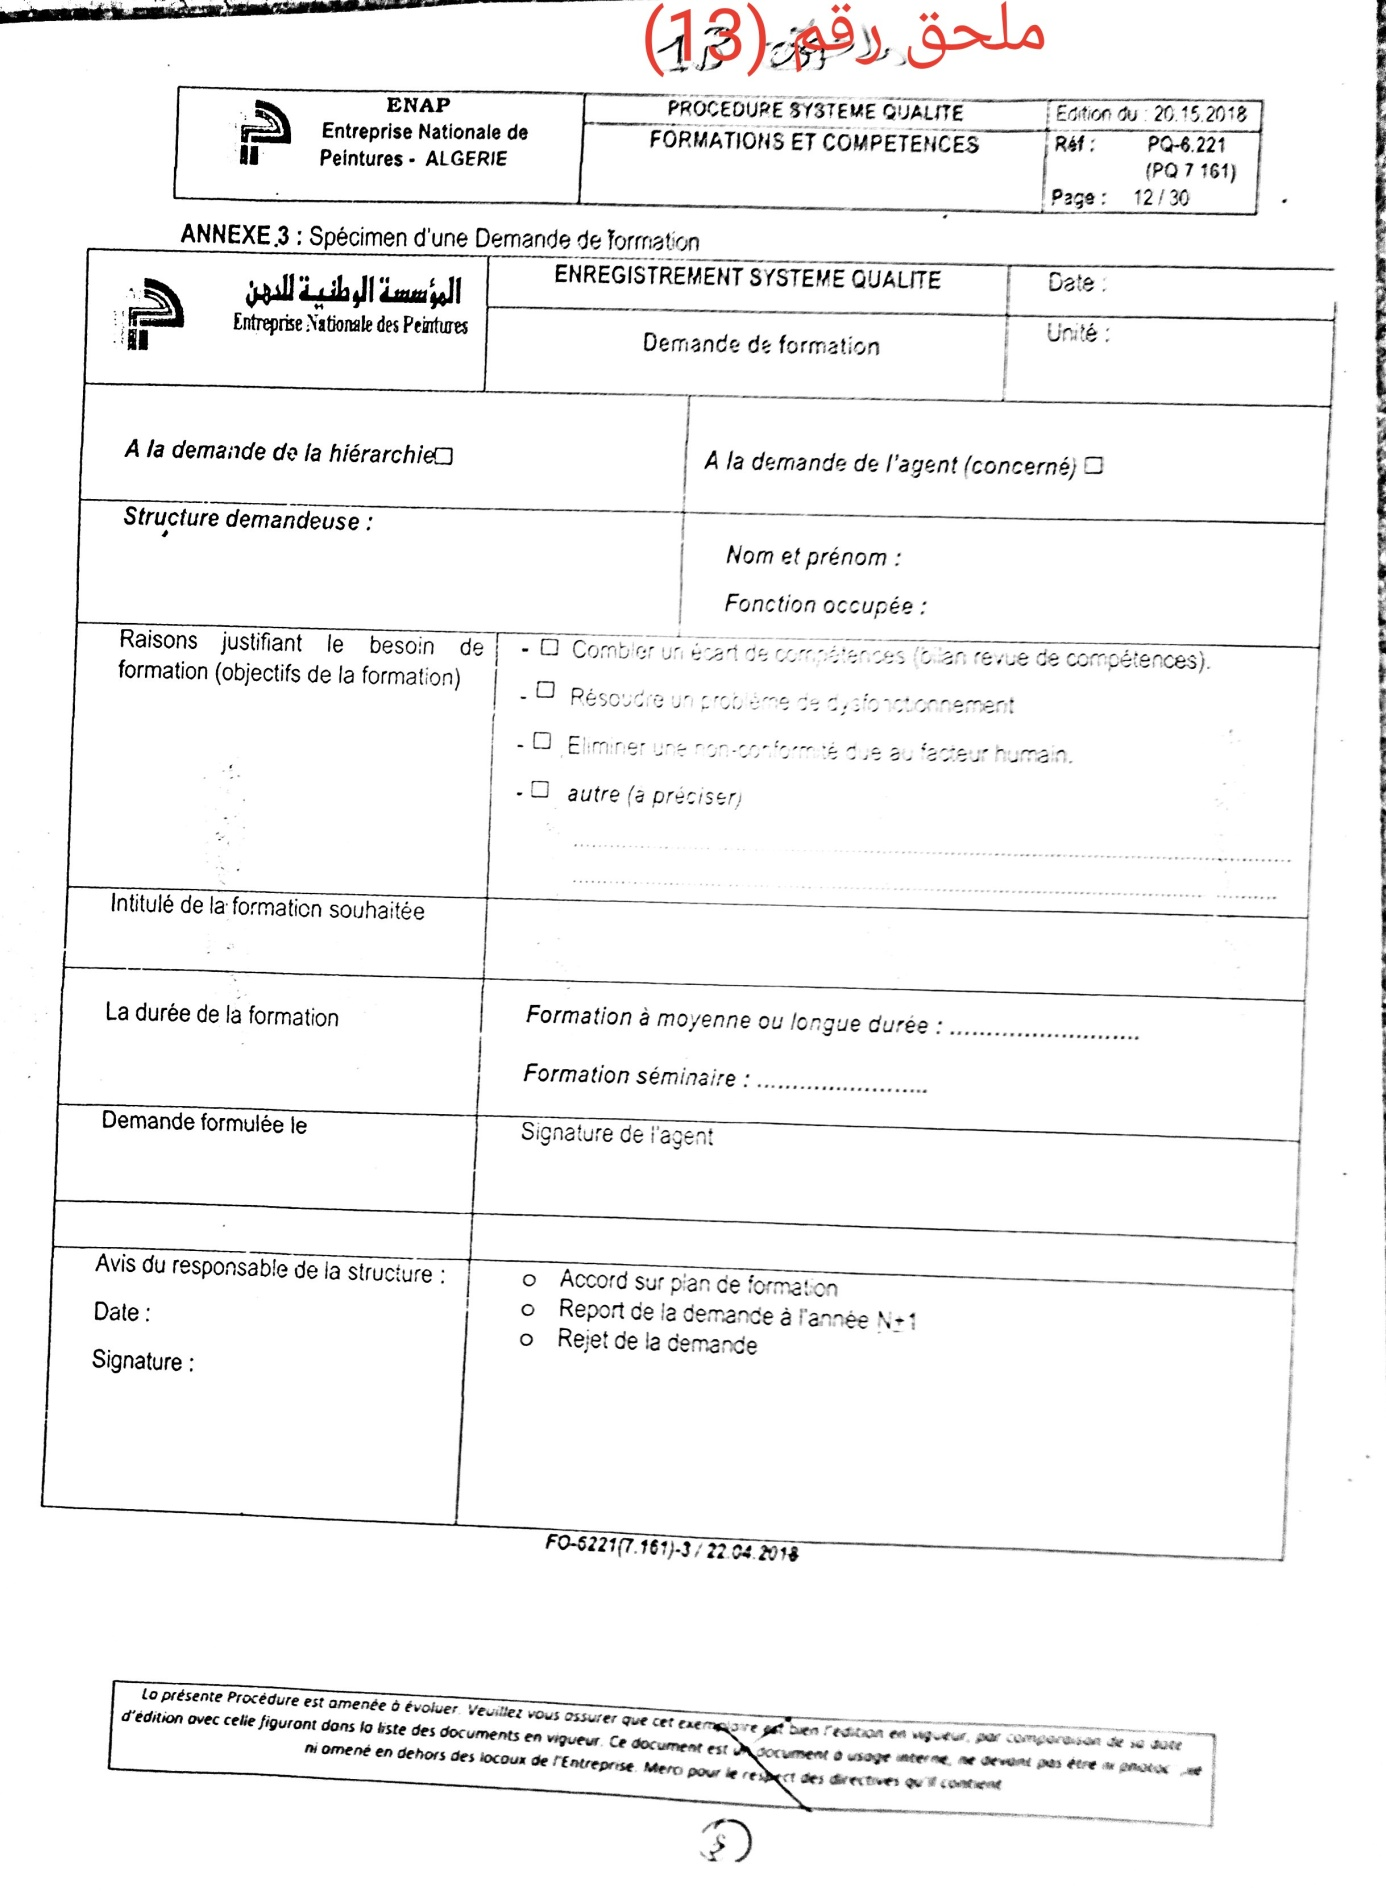 ملحق رقم (13)
ENAP
Entreprise Nationale de
Peintures - ALGERIE
PROCEDURE SYSTEME QUALITE
FORMATIONS ET COMPETENCES
Edition du : 20.15.2018
Réf : PQ-6.221
(PQ 7 161)
Page : 12 / 30
ANNEXE.3 : Spécimen d'une Demande de formation
المؤسسة الوطنية للدهن
Entreprise Nationale des Peintures
ENREGISTREMENT SYSTEME QUALITE
Demande de formation
Date :
Unité :
A la demande de la hiérarchie☐
A la demande de l'agent (concerné) ☐
Structure demandeuse :
Nom et prénom :
Fonction occupée :
Raisons justifiant le besoin de
formation (objectifs de la formation)
- ☐ Combler un écart de compétences (bilan revue de compétences).
- ☐ Résoudre un problème de dysfonctionnement
- ☐ Eliminer une non-conformité due au facteur humain.
- ☐ autre (à préciser)
Intitulé de la formation souhaitée
La durée de la formation
Formation à moyenne ou longue durée : ..........................
Formation séminaire : .......................
Demande formulée le
Signature de l'agent
Avis du responsable de la structure :
Date :
Signature :
o Accord sur plan de formation
o Report de la demande à l'année N+1
o Rejet de la demande
FO-6221(7.161)-3 / 22.04.2018
La présente Procédure est amenée à évoluer. Veuillez vous assurer que cet exemplaire est bien l'édition en vigueur, par comparaison de sa date
d'édition avec celle figurant dans la liste des documents en vigueur. Ce document est un document à usage interne, ne devant pas être ni
ni amené en dehors des locaux de l'Entreprise. Merci pour le respect des directives qu'il contient